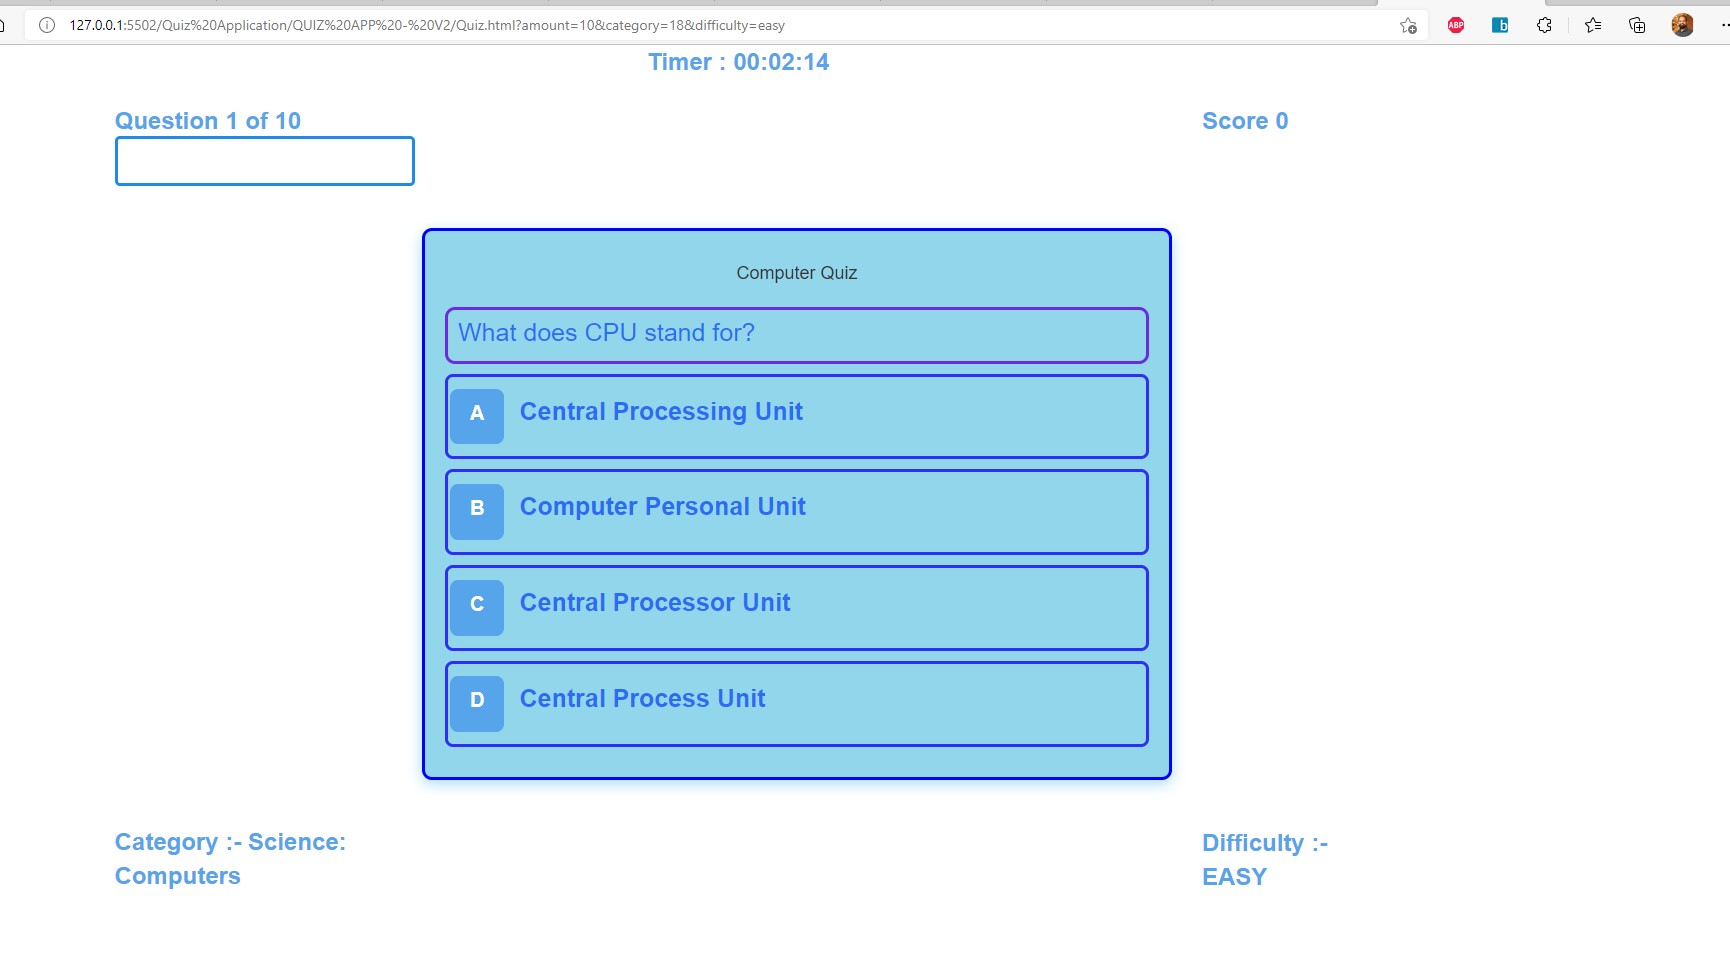 127.0.0.1:5502/Quiz%20Application/QUIZ%20APP%20-%20V2/Quiz.html?amount=10&category=18&difficulty=easy
ABP
b
Timer : 00:02:14
Question 1 of 10
Score 0
Computer Quiz
What does CPU stand for?
A Central Processing Unit
B Computer Personal Unit
C Central Processor Unit
D Central Process Unit
Category :- Science:
Computers
Difficulty :-
EASY